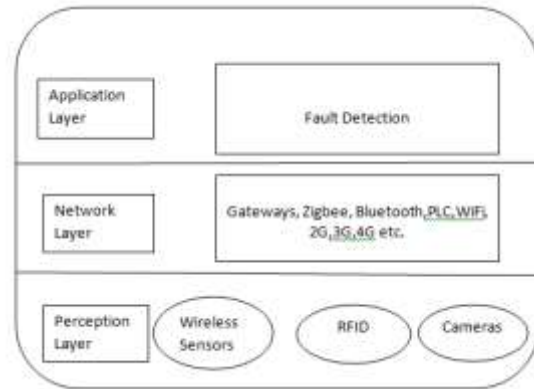 Application
Layer
Fault Detection
Network
Layer
Gateways, Zigbee, Bluetooth,PLC,WiFi,
2G,3G,4G etc.
Perception
Layer
Wireless
Sensors
RFID
Cameras